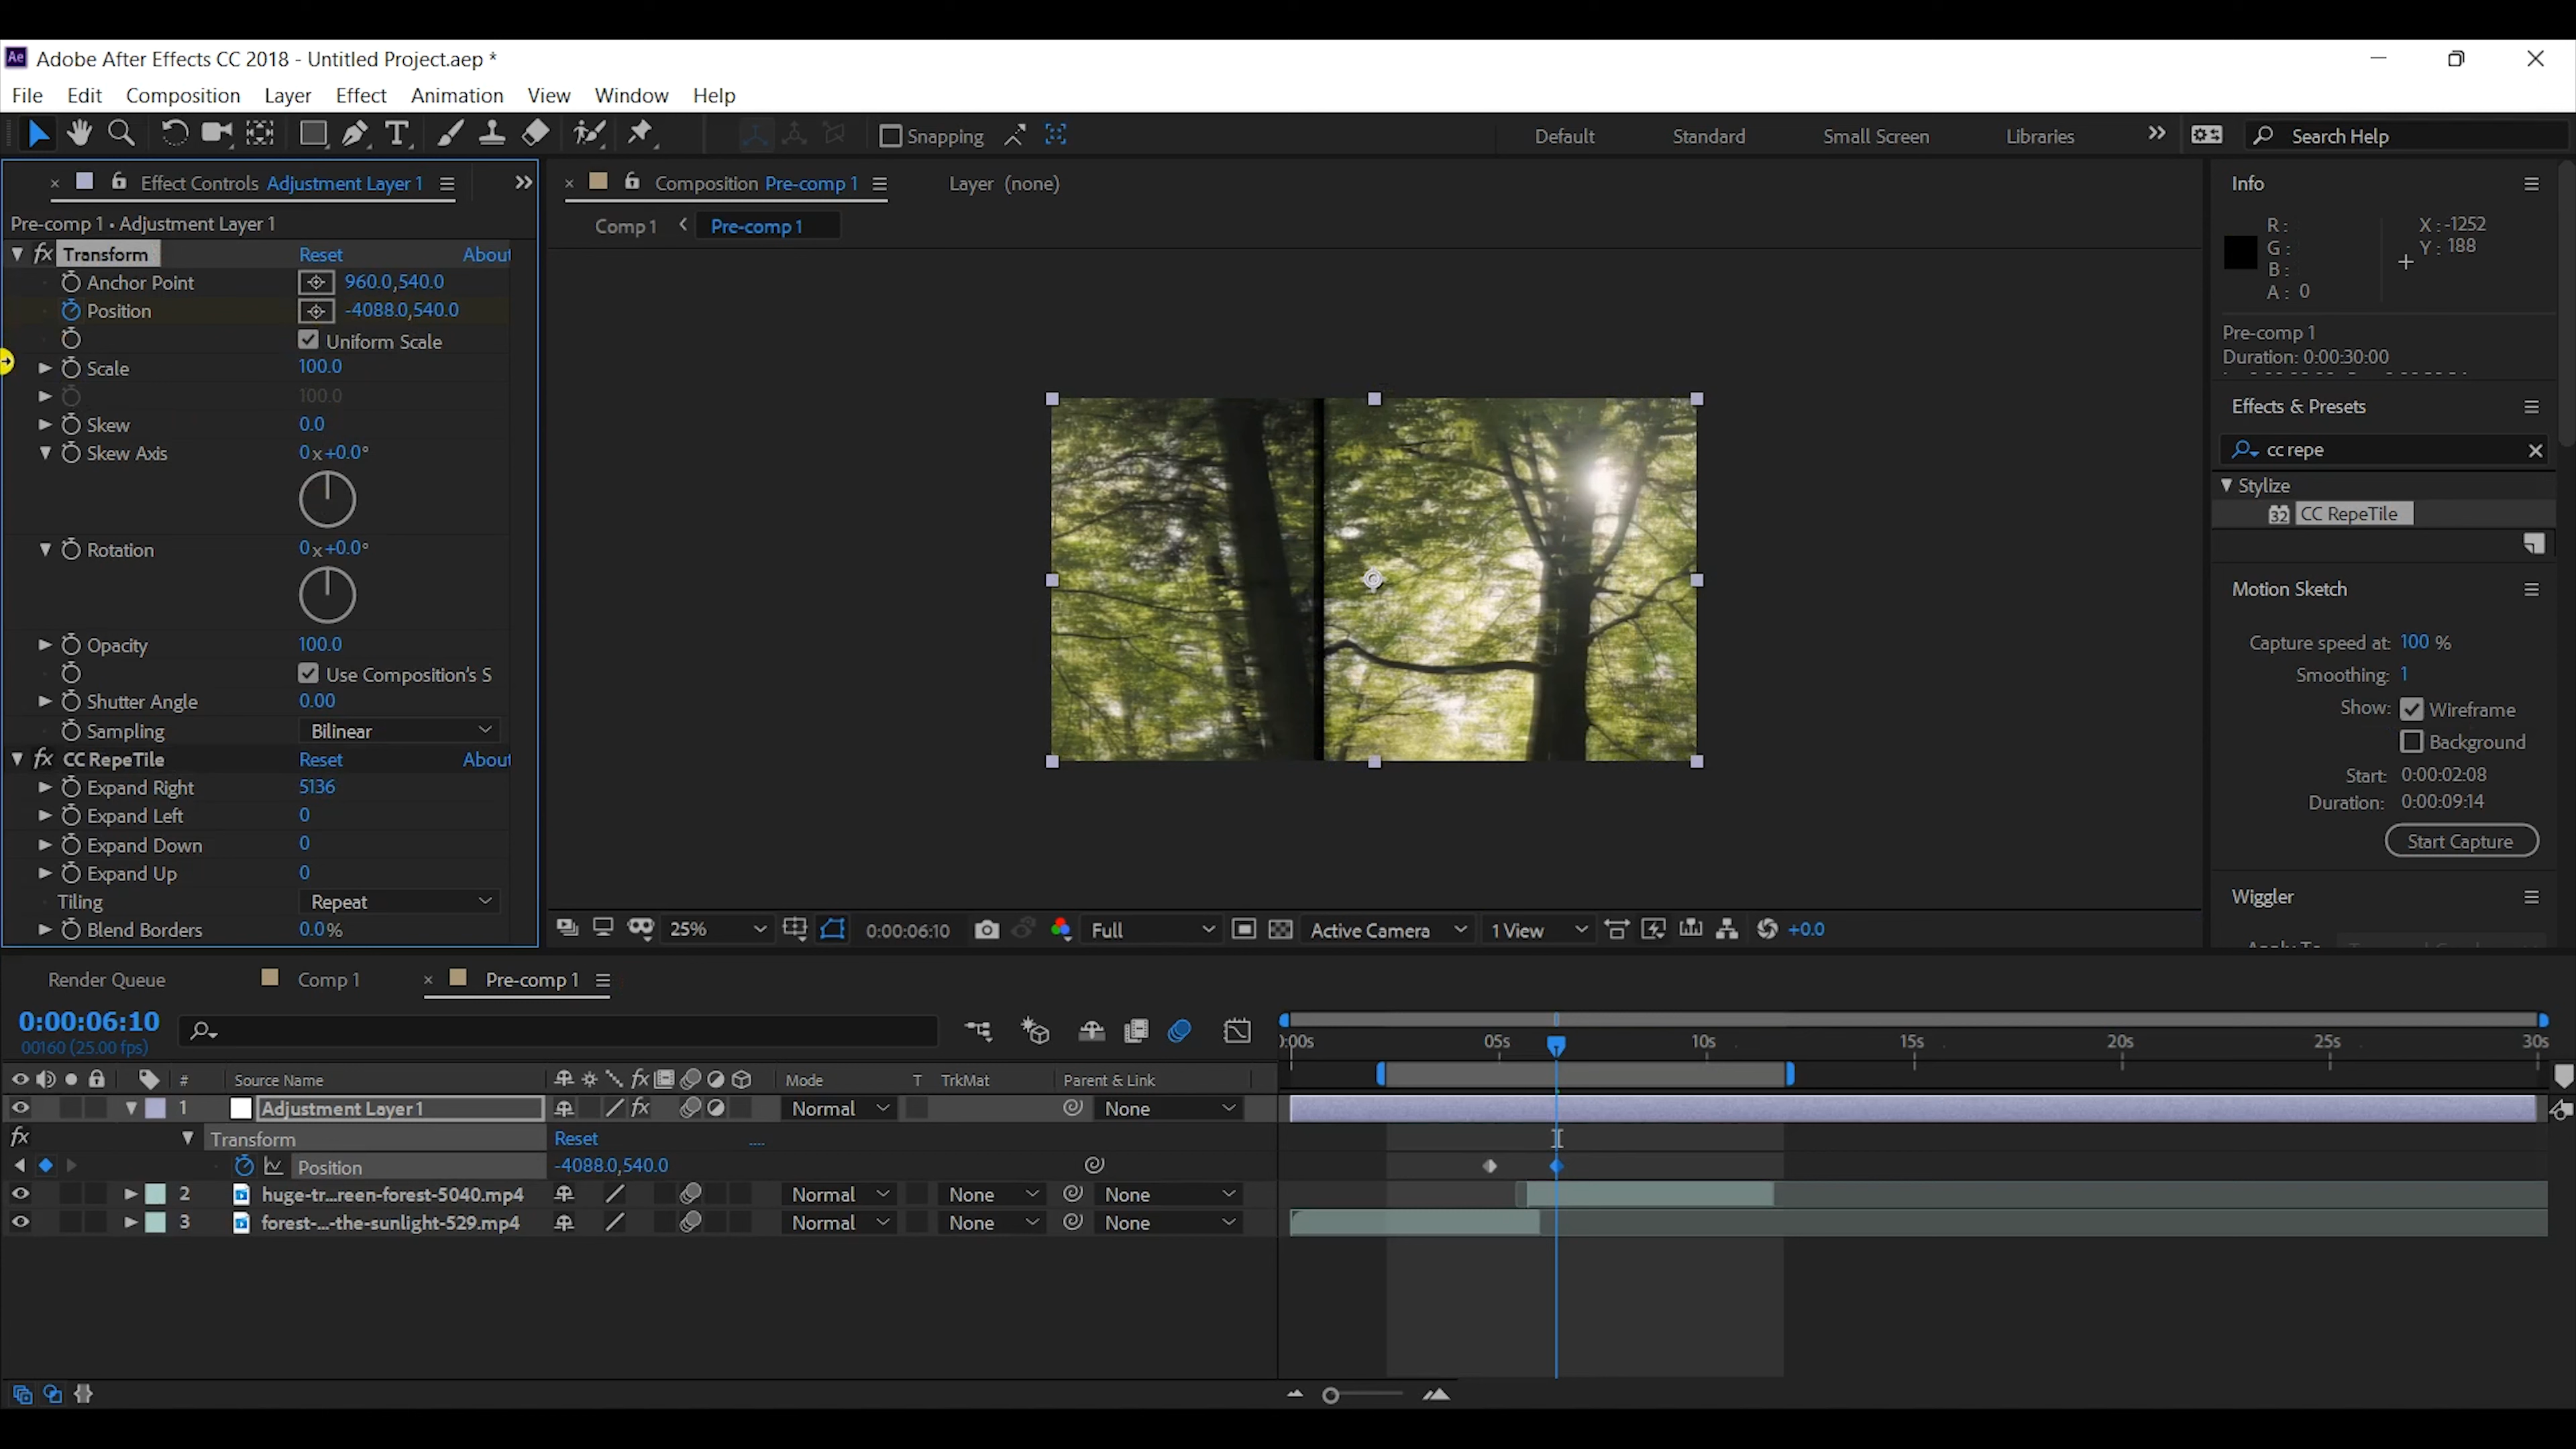 Ae Adobe After Effects CC 2018 - Untitled Project.aep *
File Edit Composition Layer Effect Animation View Window Help
Snapping Default Standard Small Screen Libraries Search Help
Effect Controls Adjustment Layer 1
Pre-comp 1 • Adjustment Layer 1
fx Transform Reset About
Anchor Point 960.0,540.0
Position -4088.0,540.0
Uniform Scale
Scale 100.0
100.0
Skew 0.0
Skew Axis 0x+0.0°
Rotation 0x+0.0°
Opacity 100.0
Use Composition's S
Shutter Angle 0.00
Sampling Bilinear
fx CC RepeTile Reset About
Expand Right 5136
Expand Left 0
Expand Down 0
Expand Up 0
Tiling Repeat
Blend Borders 0.0%
Composition Pre-comp 1 Layer (none)
Comp 1 Pre-comp 1
25% 0:00:06:10 Full Active Camera 1 View +0.0
Info
R: X: -1252
G: Y: 188
B:
A: 0
Pre-comp 1
Duration: 0:00:30:00
Effects & Presets
cc repe
Stylize
32 CC RepeTile
Motion Sketch
Capture speed at: 100 %
Smoothing: 1
Show: Wireframe
Background
Start: 0:00:02:08
Duration: 0:00:09:14
Start Capture
Wiggler
Render Queue Comp 1 Pre-comp 1
0:00:06:10
00160 (25.00 fps)
:00s 05s 10s 15s 20s 25s 30s
# Source Name fx Mode T TrkMat Parent & Link
1 Adjustment Layer 1 fx Normal None
fx Transform Reset ....
Position -4088.0,540.0
2 huge-tr...reen-forest-5040.mp4 Normal None None
3 forest-...-the-sunlight-529.mp4 Normal None None